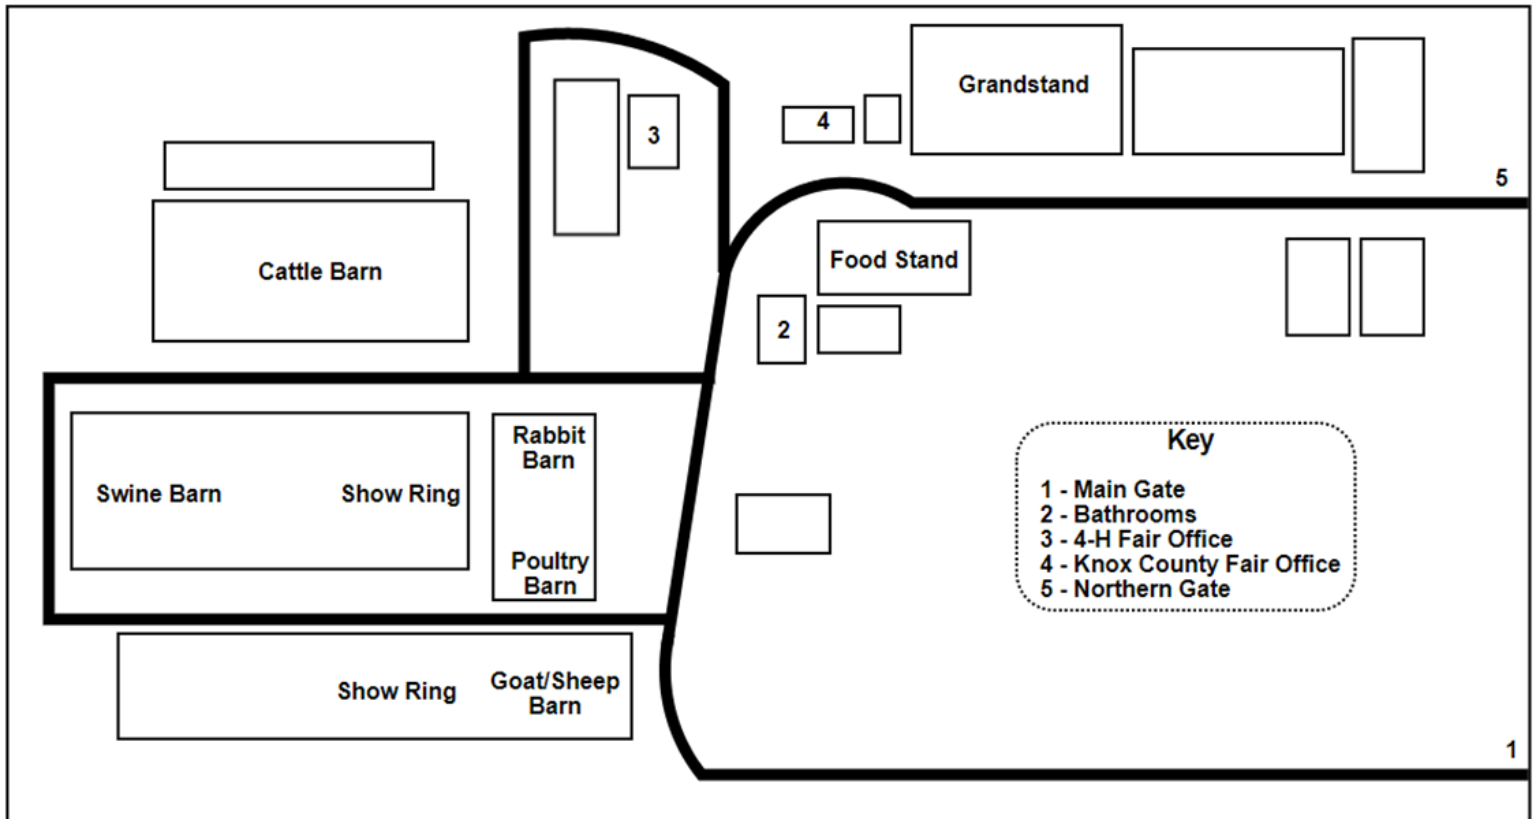 Grandstand
3
4
5
Food Stand
Cattle Barn
2
Rabbit
Barn
Key
Swine Barn
Show Ring
1 - Main Gate
2 - Bathrooms
3 - 4-H Fair Office
4 - Knox County Fair Office
5 - Northern Gate
Poultry
Barn
Show Ring
Goat/Sheep
Barn
1